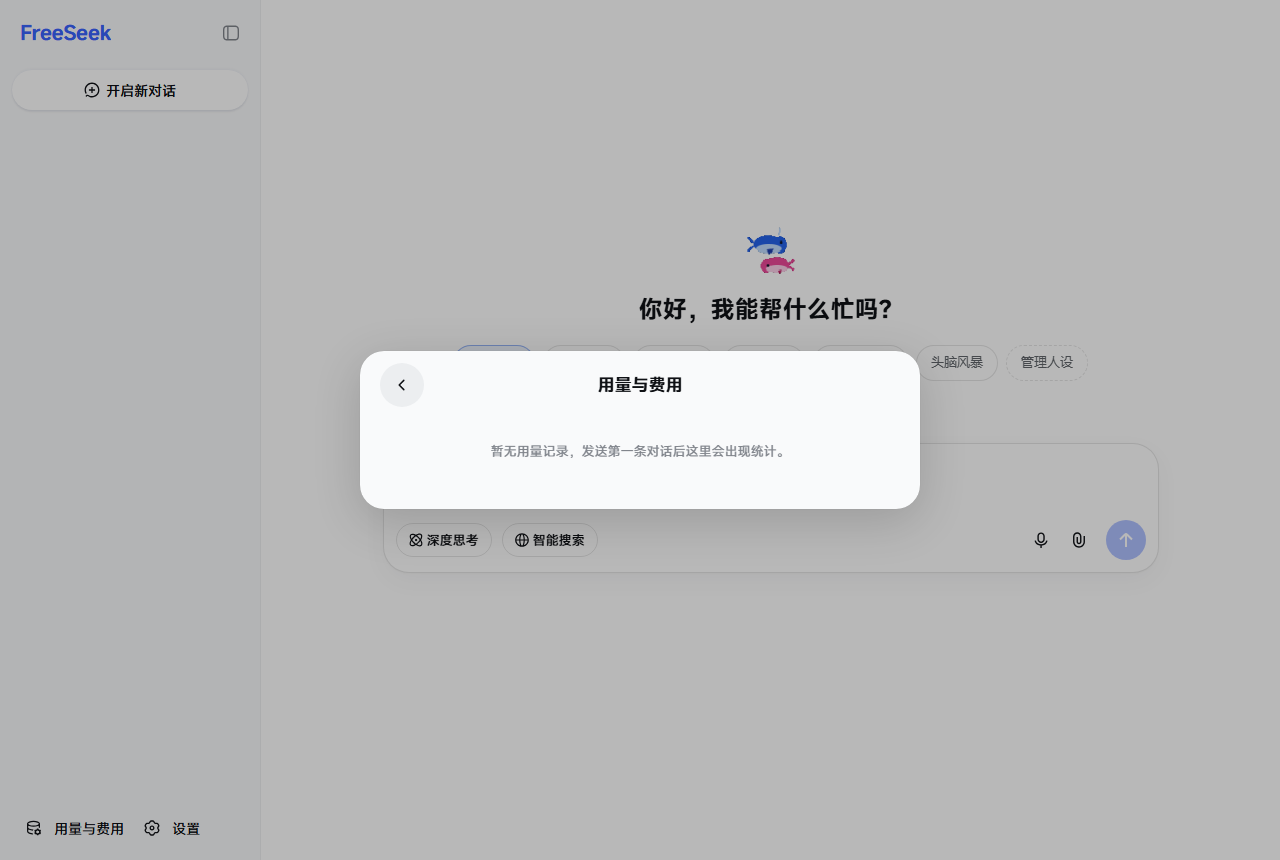 FreeSeek
开启新对话
你好，我能帮什么忙吗?
头脑风暴
管理人设
用量与费用
暂无用量记录，发送第一条对话后这里会出现统计。
深度思考
智能搜索
用量与费用
设置